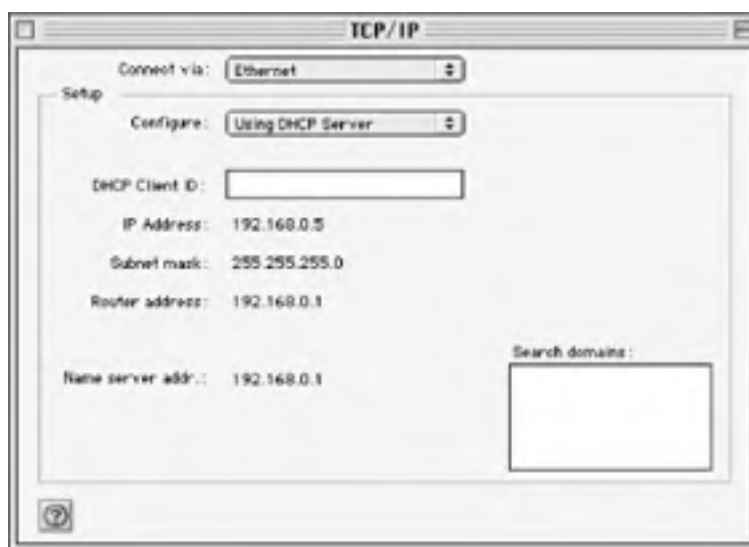 TCP/IP
Connect via: Ethernet
Setup
Configure: Using DHCP Server
DHCP Client ID:
IP Address: 192.168.0.5
Subnet mask: 255.255.255.0
Router address: 192.168.0.1
Search domains:
Name server addr.: 192.168.0.1
?